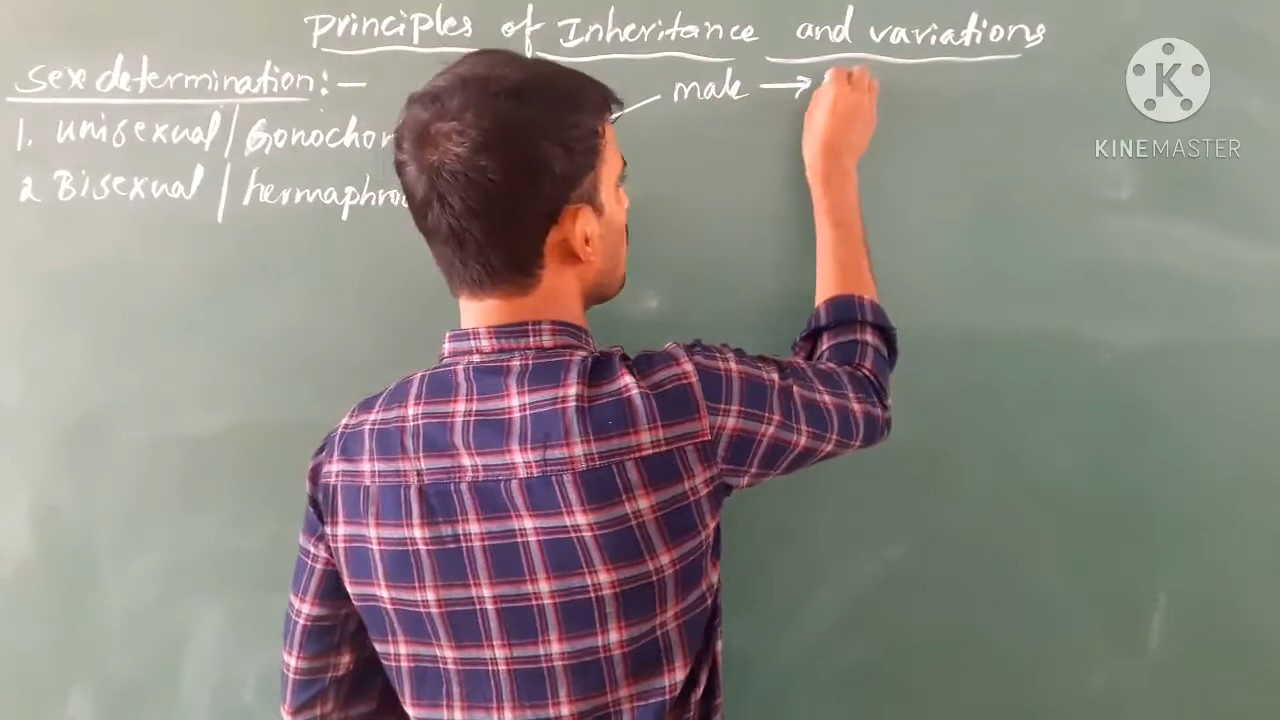 principles of Inheritance and variations
Sex determination:—
male →
1. unisexual / Gonochor
2 Bisexual / hermaphro
K
KINEMASTER